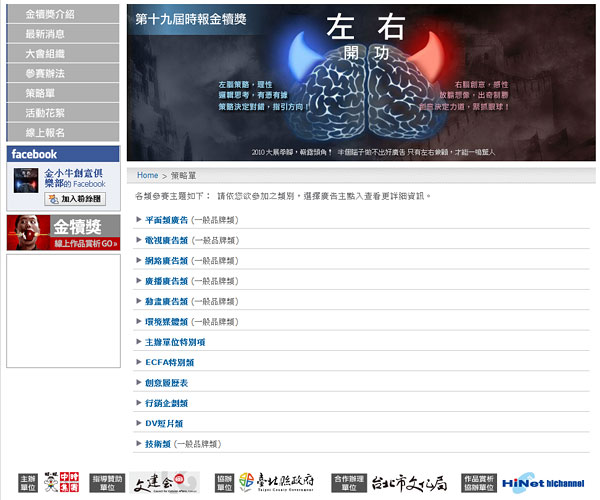 金犢獎介紹
最新消息
大會組織
參賽辦法
策略單
活動花絮
線上報名
facebook
金小牛創意俱
樂部的 Facebook
加入粉絲團
金犢獎
線上作品賞析 GO »
第十九屆時報金犢獎
左 右
開 功
左腦策略，理性
邏輯思考，有憑有據
策略決定對錯，指引方向！
右腦創意，感性
放膽想像，出奇制勝
創意決定力道，緊抓眼球！
2010 大展學腳，嶄露頭角！ 半個腦子做不出好廣告 只有左右兼顧，才能一鳴驚人
Home > 策略單
各類參賽主題如下： 請依您欲參加之類別，選擇廣告主點入查看更詳細資訊。
平面類廣告 (一般品牌類)
電視廣告類 (一般品牌類)
網路廣告類 (一般品牌類)
廣播廣告類 (一般品牌類)
動畫廣告類 (一般品牌類)
環境媒體類 (一般品牌類)
主辦單位特別項
ECFA特別類
創意履歷表
行銷企劃類
DV短片類
技術類 (一般品牌類)
主辦
單位
旺旺
中時
集團
指導贊助
單位
文建會
協辦
單位
臺北縣政府
Taipei County Government
合作辦理
單位
台北市文化局
作品賞析
協辦單位
HiNet hichannel